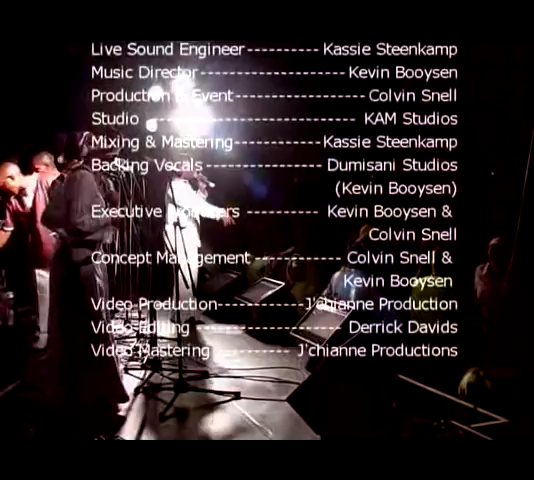 Live Sound Engineer---------- Kassie Steenkamp
Music Director-------------------- Kevin Booysen
Production & Event------------------ Colvin Snell
Studio ------------------------- KAM Studios
Mixing & Mastering------------ Kassie Steenkamp
Backing Vocals ---------------- Dumisani Studios
(Kevin Booysen)
Executive Producers ---------- Kevin Booysen &
Colvin Snell
Concept Management ------------ Colvin Snell &
Kevin Booysen
Video Production------------J'chianne Production
Video Editing -------------------- Derrick Davids
Video Mastering ----------- J'chianne Productions